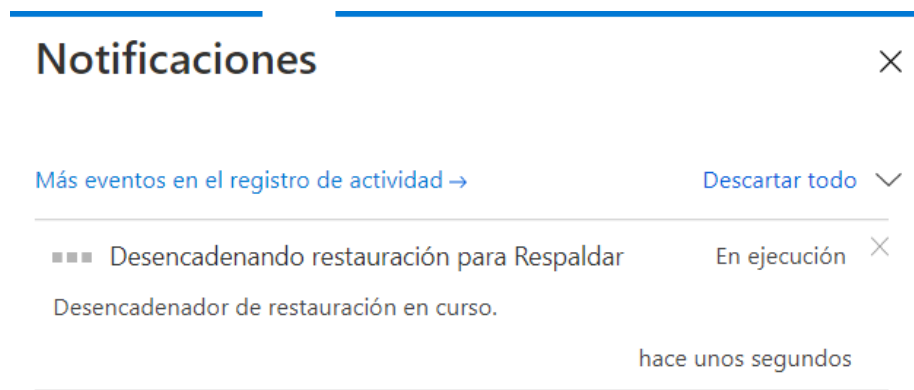 Notificaciones
Más eventos en el registro de actividad → Descartar todo
Desencadenando restauración para Respaldar En ejecución
Desencadenador de restauración en curso.
hace unos segundos